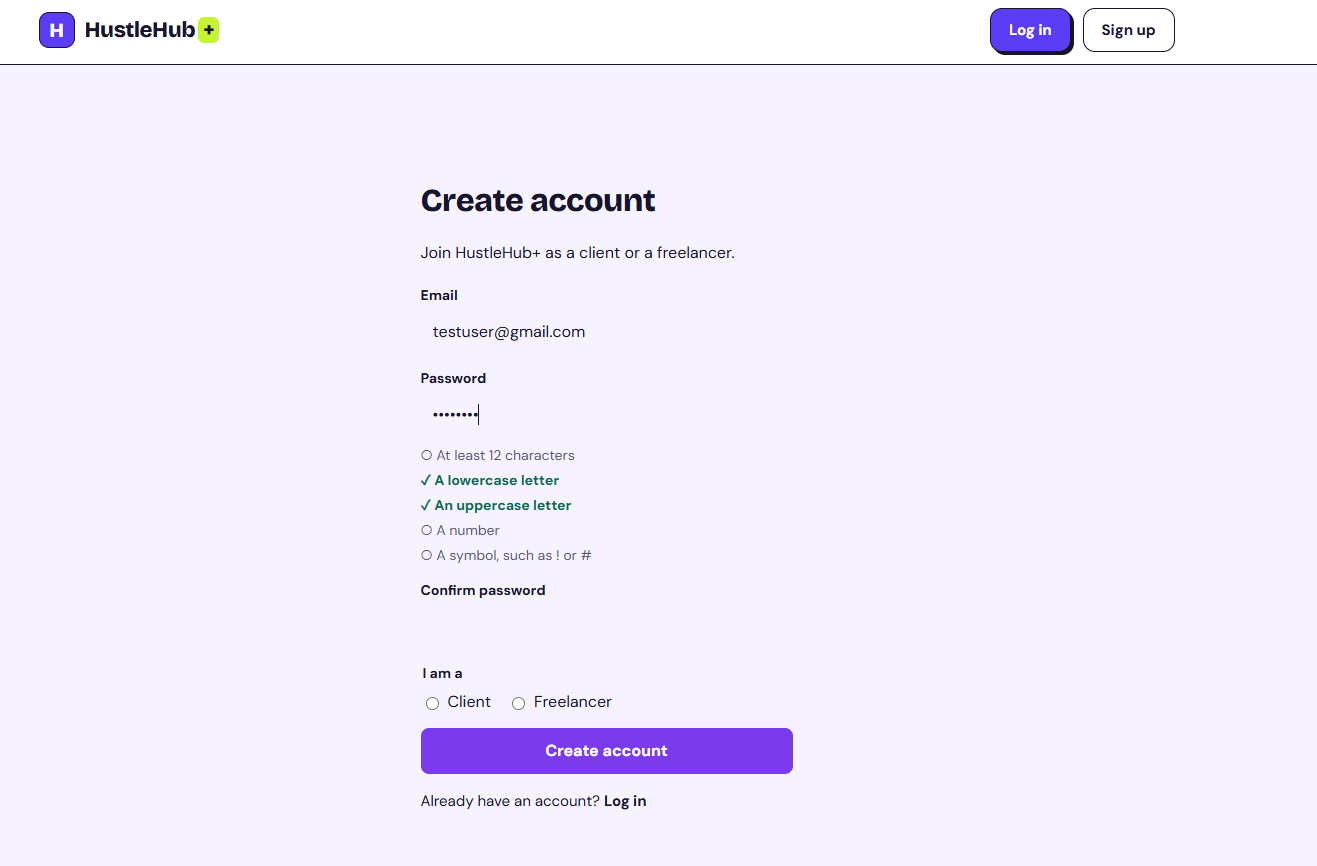 H HustleHub+ Log in Sign up
Create account
Join HustleHub+ as a client or a freelancer.
Email
testuser@gmail.com
Password
••••••••
○ At least 12 characters
✓ A lowercase letter
✓ An uppercase letter
○ A number
○ A symbol, such as ! or #
Confirm password
I am a
Client Freelancer
Create account
Already have an account? Log in